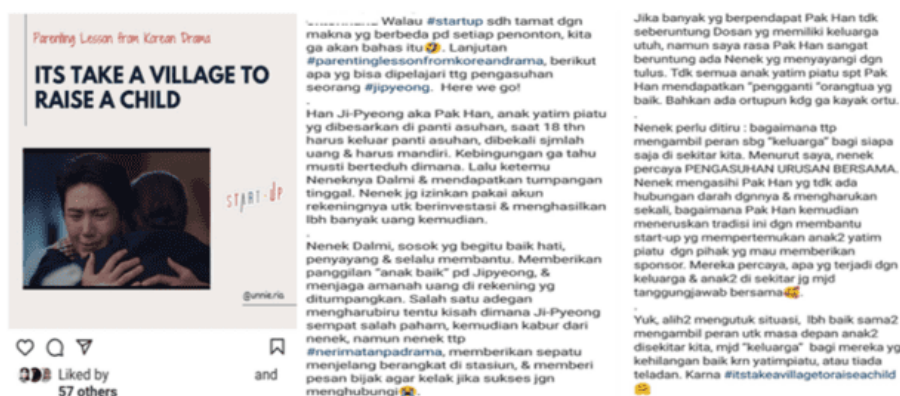 Parenting Lesson from Korean Drama
ITS TAKE A VILLAGE TO
RAISE A CHILD
START-UP
@unnie.ria
Liked by and
57 others
Walau #startup sdh tamat dgn
makna yg berbeda pd setiap penonton, kita
ga akan bahas itu🤣. Lanjutan
#parentinglessonfromkoreandrama, berikut
apa yg bisa dipelajari ttg pengasuhan
seorang #jipyeong. Here we go!
.
Han Ji-Pyeong aka Pak Han, anak yatim piatu
yg dibesarkan di panti asuhan, saat 18 thn
harus keluar panti asuhan, dibekali sjmlah
uang & harus mandiri. Kebingungan ga tahu
musti berteduh dimana. Lalu ketemu
Nereknya Dalmi & mendapatkan tumpangan
tinggal. Nenek jg izinkan pakai akun
rekeningnya utk berinvestasi & menghasilkan
lbh banyak uang kemudian.
.
Nenek Dalmi, sosok yg begitu baik hati,
penyayang & selalu membantu. Memberikan
panggilan "anak baik" pd Jipyeong, &
menjaga amanah uang di rekening yg
ditumpangkan. Salah satu adegan
mengharubiru tentu kisah dimana Ji-Pyeong
sempat salah paham, kemudian kabur dari
nenek, namun nenek ttp
#nerimatanpadrama, memberikan sepatu
menjelang berangkat di stasiun, & memberi
pesan bijak agar kelak jika sukses jgn
menghubungi😭.
Jika banyak yg berpendapat Pak Han tdk
seberuntung Dosan yg memiliki keluarga
utuh, namun saya rasa Pak Han sangat
beruntung ada Nenek yg menyayangi dgn
tulus. Tdk semua anak yatim piatu spt Pak
Han mendapatkan "pengganti "orangtua yg
baik. Bahkan ada ortupun kdg ga kayak ortu.
.
Nenek perlu ditiru : bagaimana ttp
mengambil peran sbg "keluarga" bagi siapa
saja di sekitar kita. Menurut saya, nenek
percaya PENGASUHAN URUSAN BERSAMA.
Nenek mengasihi Pak Han yg tdk ada
hubungan darah dgnnya & mengharukan
sekali, bagaimana Pak Han kemudian
meneruskan tradisi ini dgn membantu
start-up yg mempertemukan anak2 yatim
piatu dgn pihak yg mau memberikan
sponsor. Mereka percaya, apa yg terjadi dgn
keluarga & anak2 di sekitar jg mjd
tanggungjawab bersama🥰.
.
Yuk, alih2 mengutuk situasi, lbh baik sama2
mengambil peran utk masa depan anak2
disekitar kita, mjd "keluarga" bagi mereka yg
kehilangan baik krn yatimpiatu, atau tiada
teladan. Karna #itstakeavillagetoraiseachild
🤗